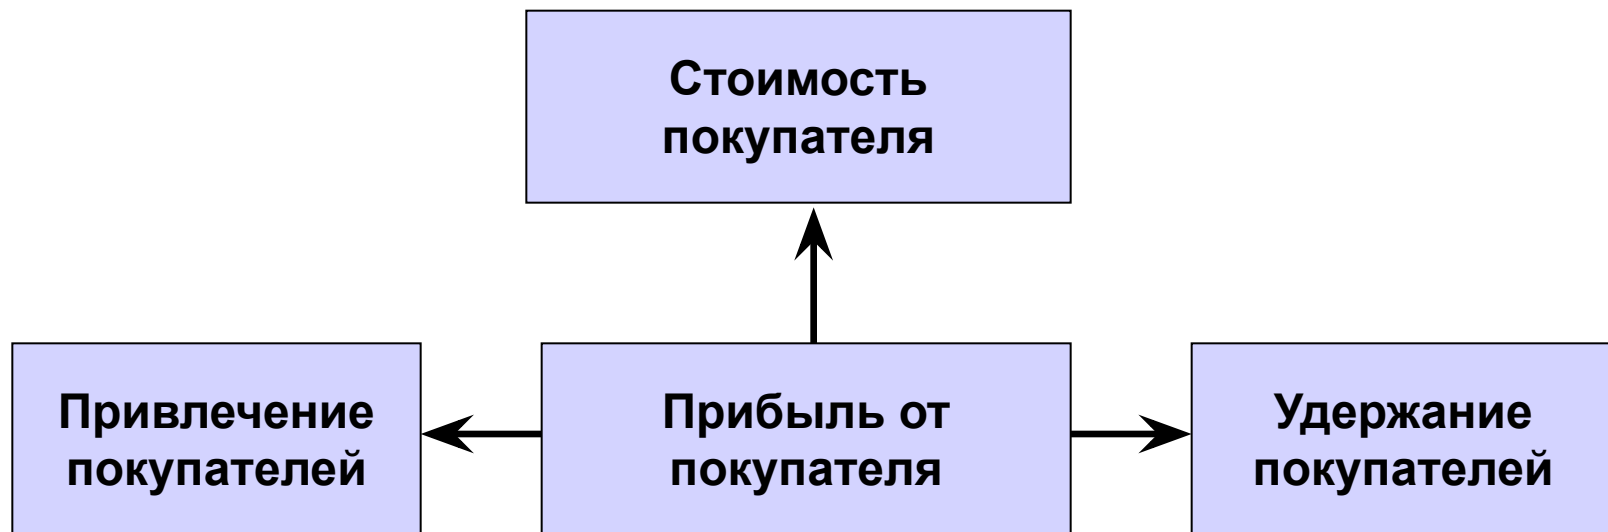 Стоимость
покупателя
Привлечение
покупателей
Прибыль от
покупателя
Удержание
покупателей